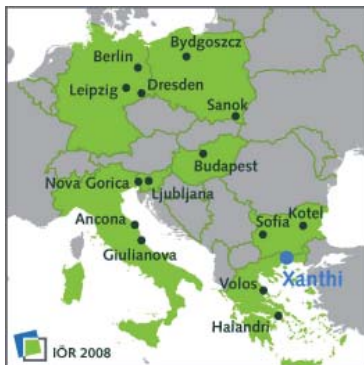 Berlin
Bydgoszcz
Leipzig
Dresden
Sanok
Budapest
Nova Gorica
Ljubljana
Ancona
Giulianova
Sofia
Kotel
Xanthi
Volos
Halandri
IÖR 2008